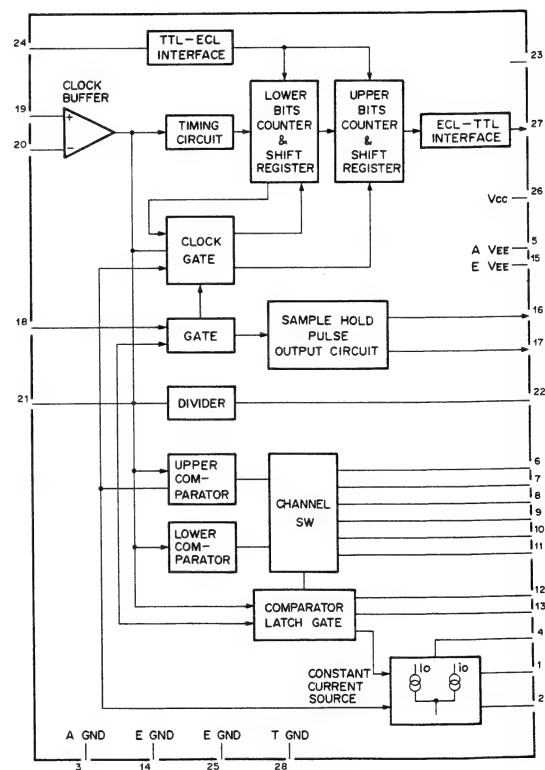 24
TTL-ECL
INTERFACE
23
CLOCK
BUFFER
19
+
20
-
TIMING
CIRCUIT
LOWER
BITS
COUNTER
&
SHIFT
REGISTER
UPPER
BITS
COUNTER
&
SHIFT
REGISTER
ECL-TTL
INTERFACE
27
Vcc
26
CLOCK
GATE
5
A VEE
15
E VEE
18
GATE
SAMPLE HOLD
PULSE
OUTPUT CIRCUIT
16
17
21
DIVIDER
22
UPPER
COM-
PARATOR
LOWER
COM-
PARATOR
CHANNEL
SW
6
7
8
9
10
11
COMPARATOR
LATCH GATE
12
13
CONSTANT
CURRENT
SOURCE
Io
io
4
1
2
A GND
E GND
E GND
T GND
3
14
25
28